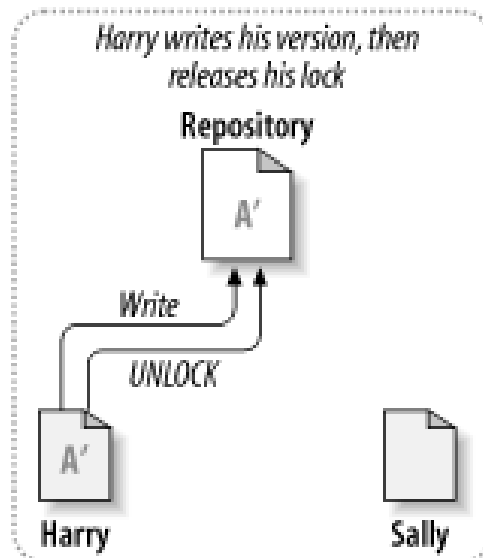 Harry writes his version, then
releases his lock
Repository
A′
Write
UNLOCK
A′
Harry
Sally